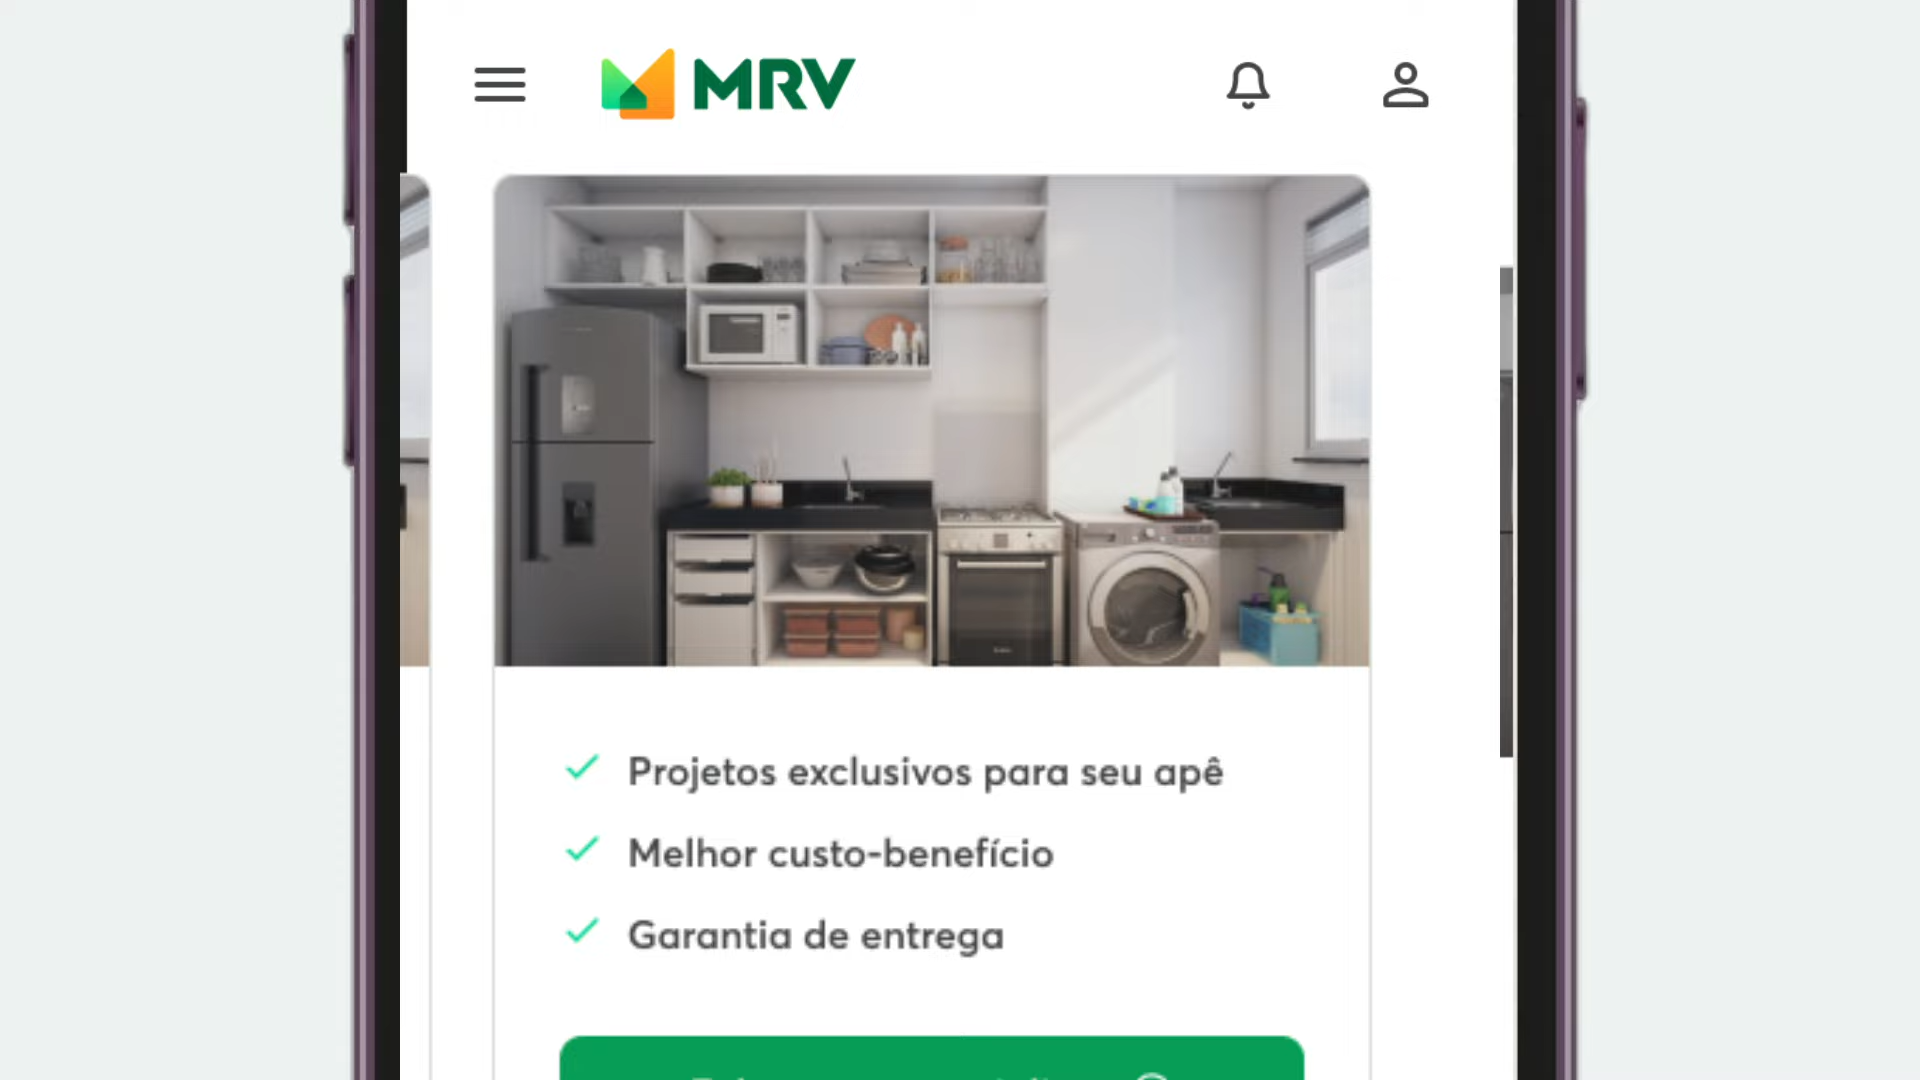 MRV
Projetos exclusivos para seu apê
Melhor custo-benefício
Garantia de entrega